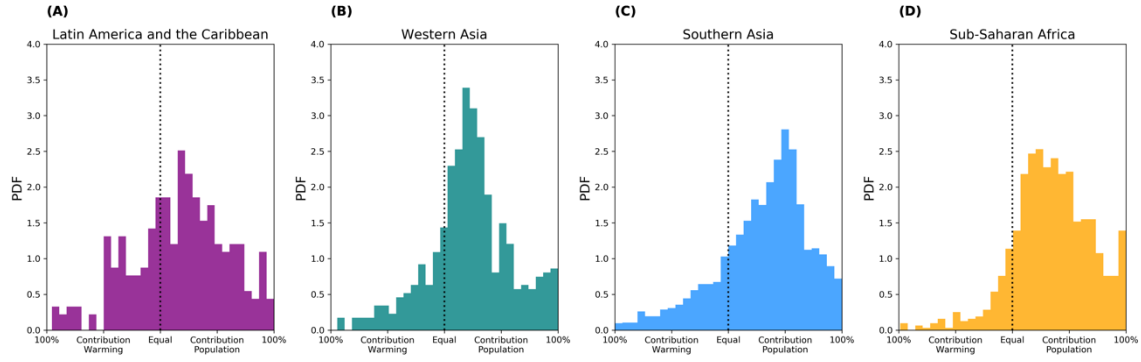 (A)
Latin America and the Caribbean
PDF
4.0
3.5
3.0
2.5
2.0
1.5
1.0
0.5
0.0
100% Contribution Warming Equal Contribution Population 100%
(B)
Western Asia
PDF
4.0
3.5
3.0
2.5
2.0
1.5
1.0
0.5
0.0
100% Contribution Warming Equal Contribution Population 100%
(C)
Southern Asia
PDF
4.0
3.5
3.0
2.5
2.0
1.5
1.0
0.5
0.0
100% Contribution Warming Equal Contribution Population 100%
(D)
Sub-Saharan Africa
PDF
4.0
3.5
3.0
2.5
2.0
1.5
1.0
0.5
0.0
100% Contribution Warming Equal Contribution Population 100%